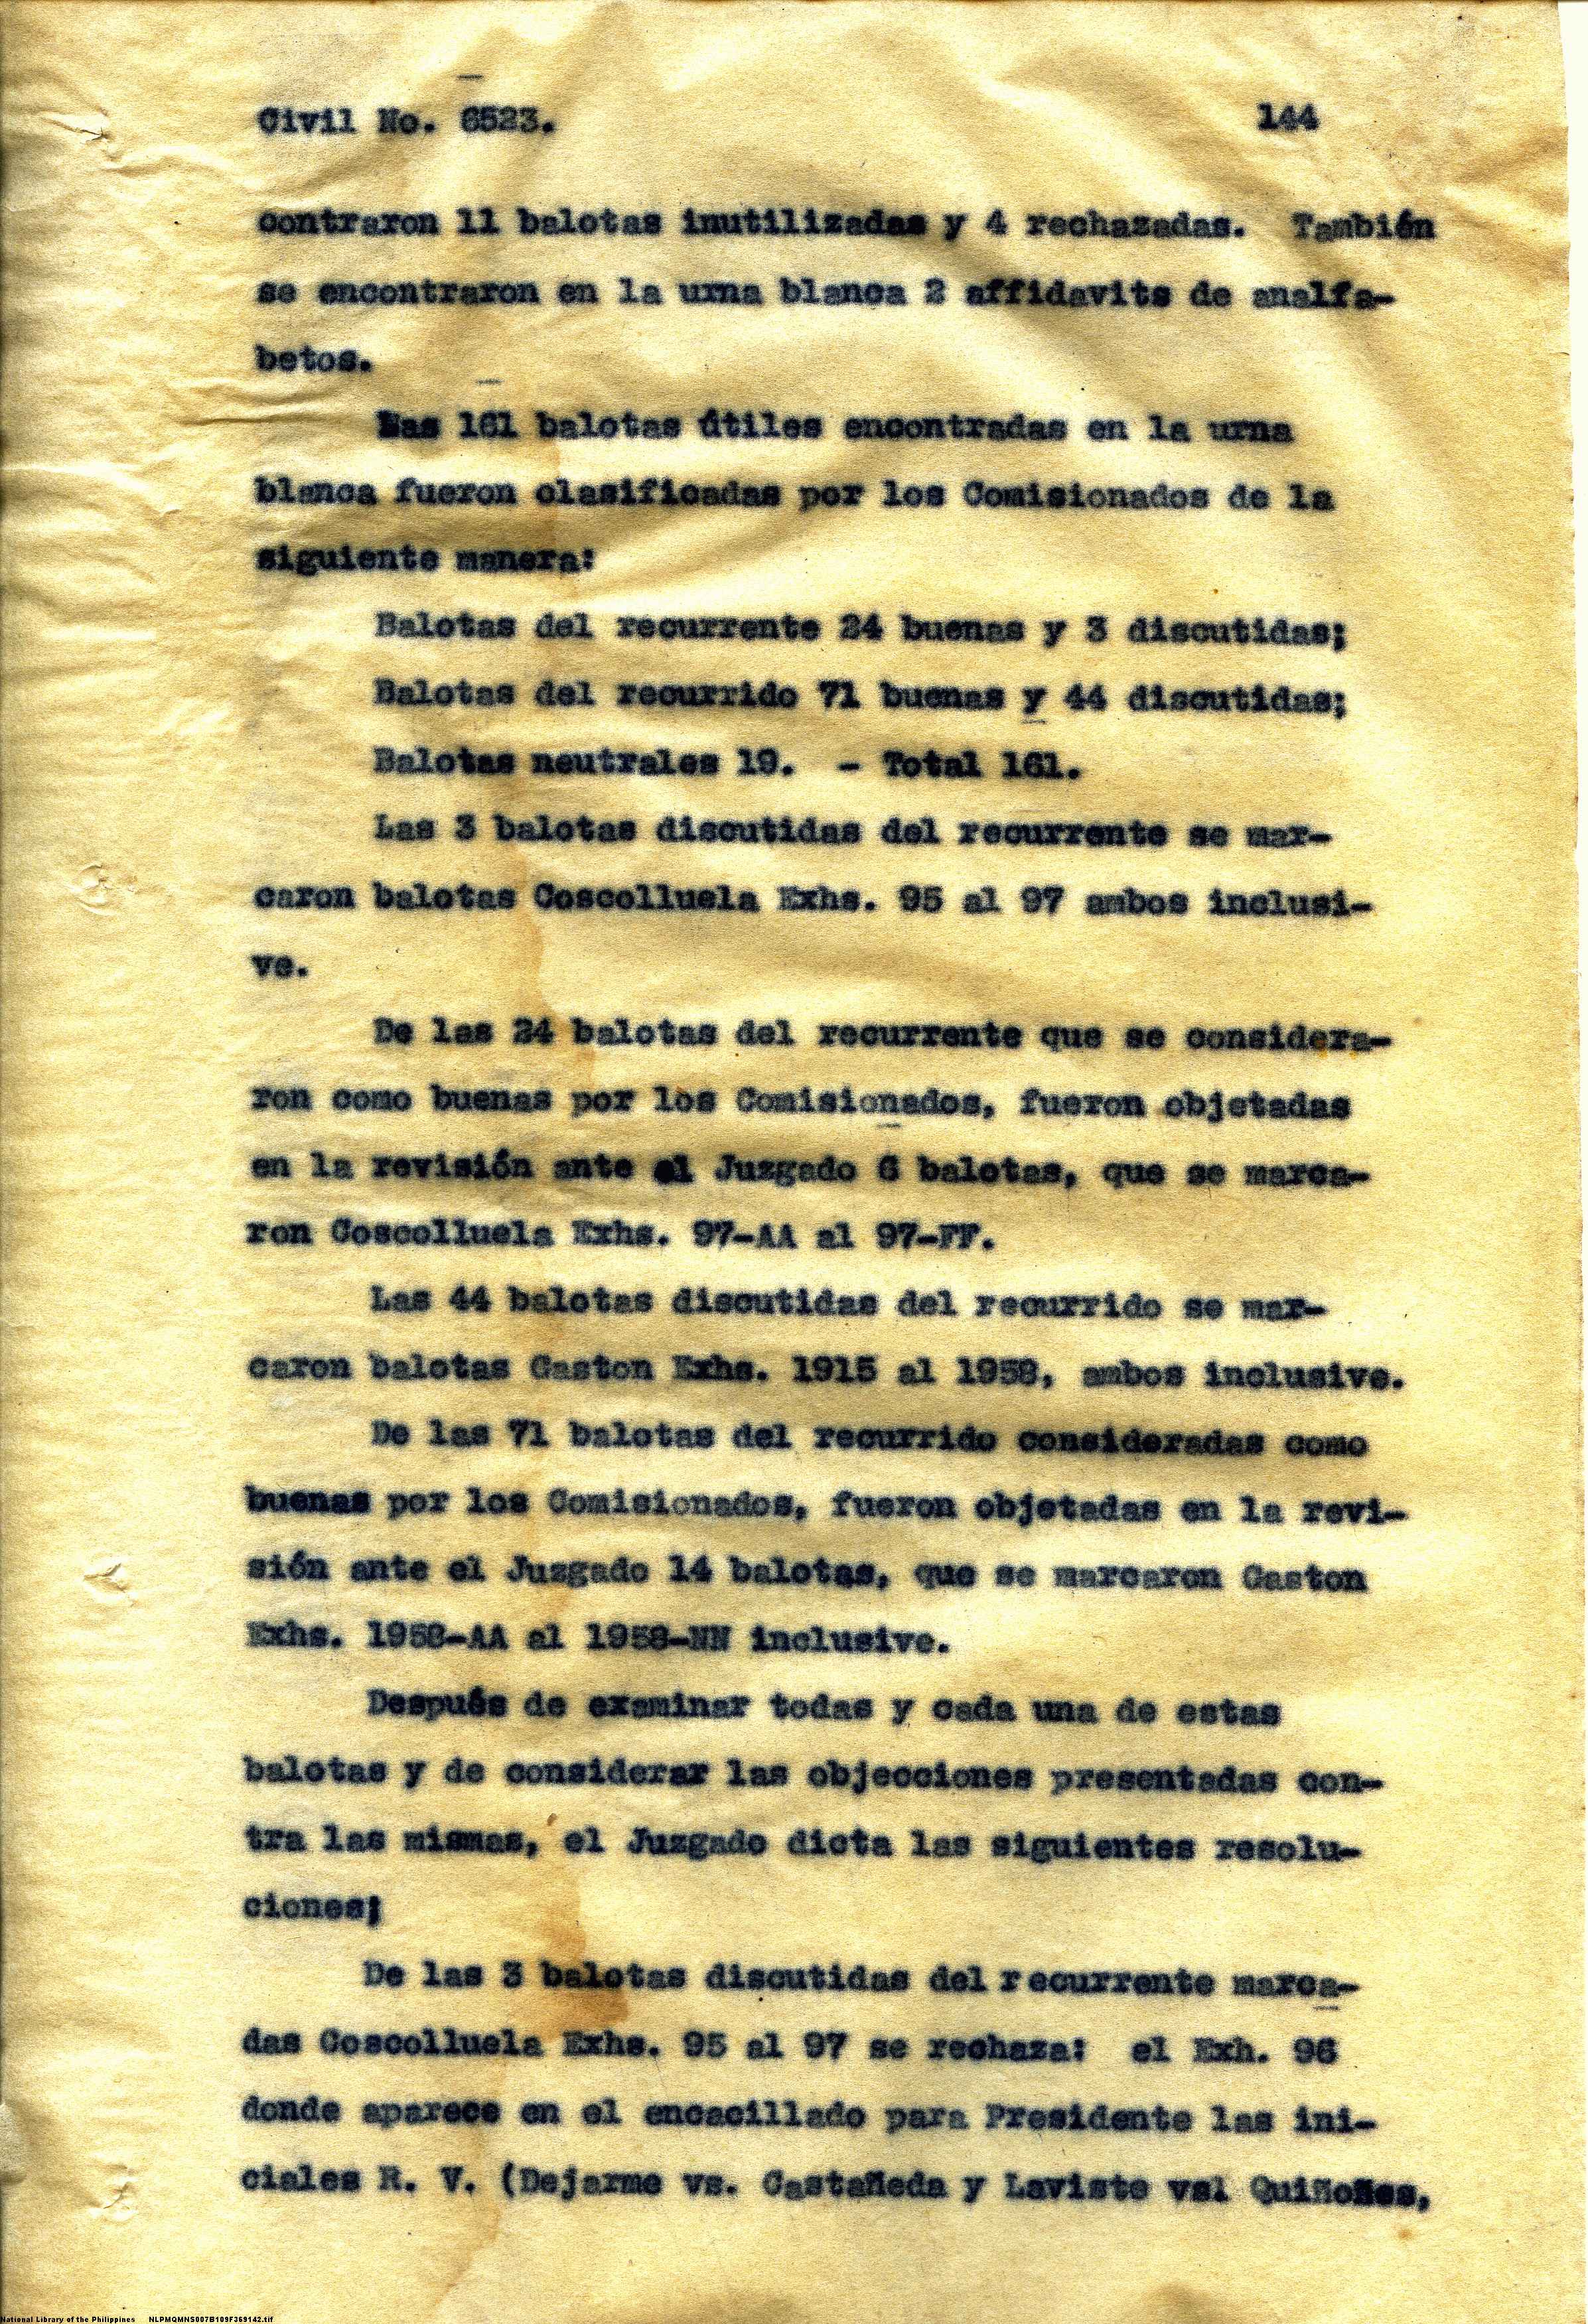 Civil No. 6523. 144
contraron 11 balotas inutilizadas y 4 rechazadas. También
se encontraron en la urna blanca 2 affidavits de analfa-
betos.
Las 161 balotas útiles encontradas en la urna
blanca fueron clasificadas por los Comisionados de la
siguiente manera:
Balotas del recurrente 24 buenas y 3 discutidas;
Balotas del recurrido 71 buenas y 44 discutidas;
Balotas neutrales 19. - Total 161.
Las 3 balotas discutidas del recurrente se mar-
caron balotas Coscolluela Exhs. 95 al 97 ambos inclusi-
ve.
De las 24 balotas del recurrente que se considera-
ron como buenas por los Comisionados, fueron objetadas
en la revisión ante el Juzgado 6 balotas, que se marca-
ron Coscolluela Exhs. 97-AA al 97-FF.
Las 44 balotas discutidas del recurrido se mar-
caron balotas Gaston Exhs. 1915 al 1958, ambos inclusive.
De las 71 balotas del recurrido consideradas como
buenas por los Comisionados, fueron objetadas en la revi-
sión ante el Juzgado 14 balotas, que se marcaron Gaston
Exhs. 1958-AA al 1958-NN inclusive.
Después de examinar todas y cada una de estas
balotas y de considerar las objecciones presentadas con-
tra las mismas, el Juzgado dicta las siguientes resolu-
ciones;
De las 3 balotas discutidas del recurrente marca-
das Coscolluela Exhs. 95 al 97 se rechaza: el Exh. 96
donde aparece en el encacillado para Presidente las ini-
ciales R. V. (Dejarme vs. Castañeda y Laviste vsl Quiñoñes,
National Library of the Philippines NLPMQMNS007B109F369142.tif